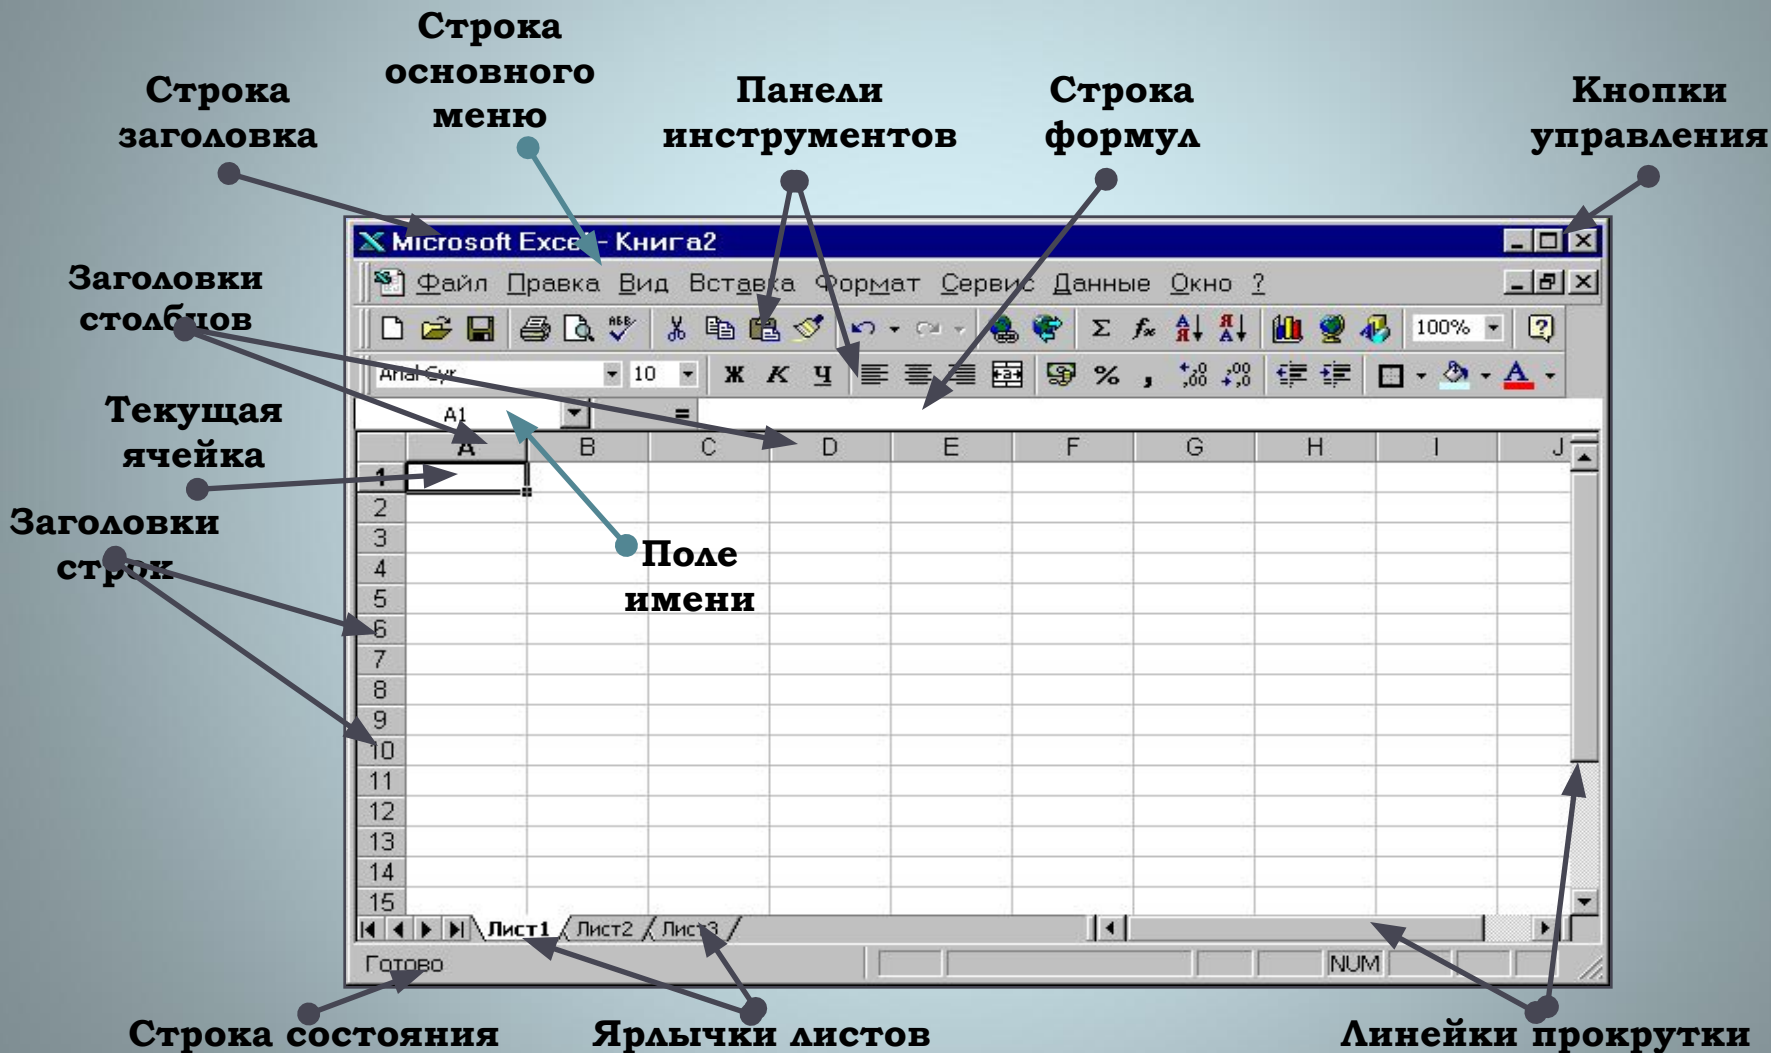 Строка
основного
меню
Строка
заголовка
Панели
инструментов
Строка
формул
Кнопки
управления
Microsoft Excel - Книга2
Файл Правка Вид Вставка Формат Сервис Данные Окно ?
100%
Arial Cyr 10 Ж К Ч % ,
A1 =
A B C D E F G H I J
1
2
3
4
5
6
7
8
9
10
11
12
13
14
15
Лист1 Лист2 Лист3
Готово NUM
Заголовки
столбцов
Текущая
ячейка
Заголовки
строк
Поле
имени
Строка состояния
Ярлычки листов
Линейки прокрутки